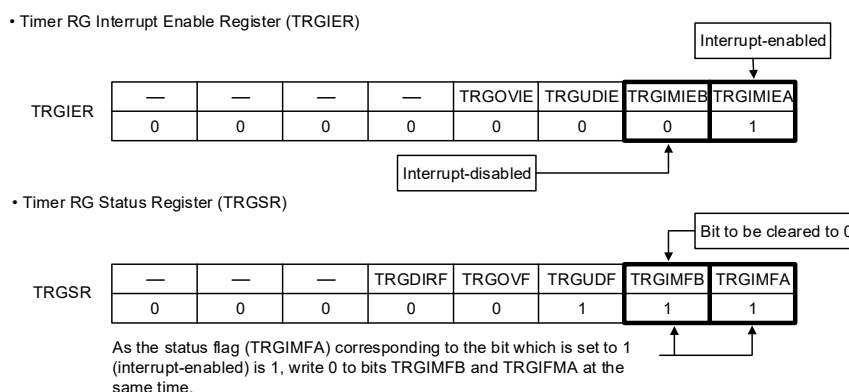 • Timer RG Interrupt Enable Register (TRGIER)
Interrupt-enabled
TRGIER
— — — — TRGOVIE TRGUDIE TRGIMIEB TRGIMIEA
0 0 0 0 0 0 0 1
Interrupt-disabled
• Timer RG Status Register (TRGSR)
Bit to be cleared to 0
TRGSR
— — — TRGDIRF TRGOVF TRGUDF TRGIMFB TRGIMFA
0 0 0 0 0 1 1 1
As the status flag (TRGIMFA) corresponding to the bit which is set to 1
(interrupt-enabled) is 1, write 0 to bits TRGIMFB and TRGIFMA at the
same time.